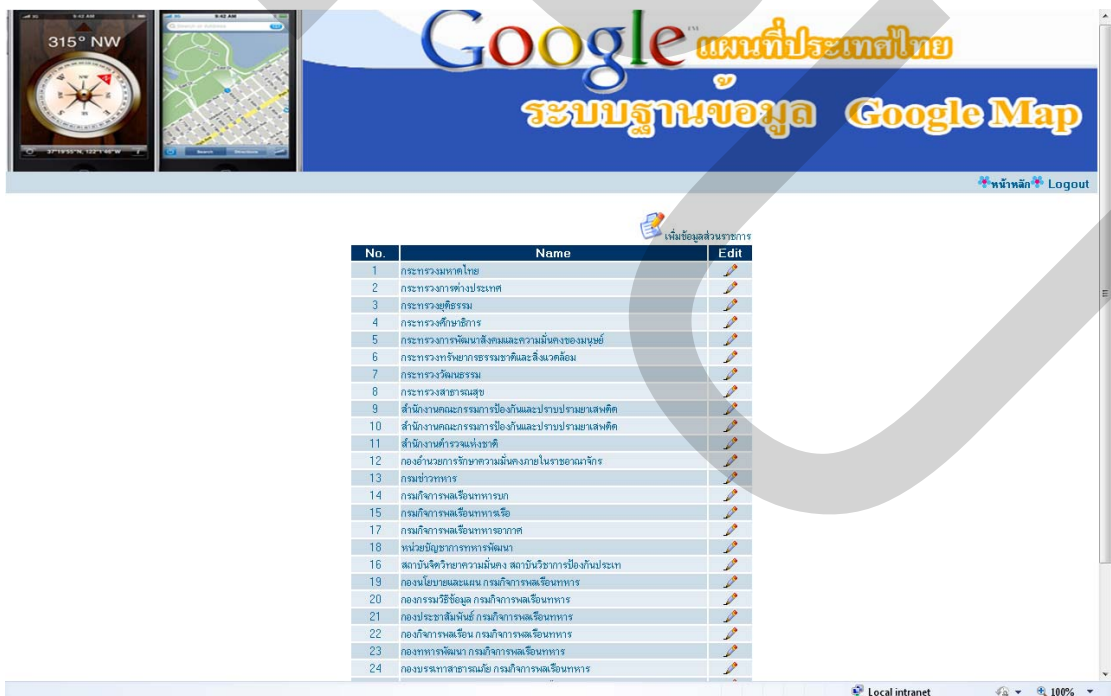 315° NW
9:42 AM
37°19'55"N, 122°1'46"W
Search
Directions
Google™ แผนที่ประเทศไทย
ระบบฐานข้อมูล Google Map
หน้าหลัก Logout
เพิ่มข้อมูลส่วนราชการ
No. Name Edit
1 กระทรวงมหาดไทย
2 กระทรวงการต่างประเทศ
3 กระทรวงยุติธรรม
4 กระทรวงศึกษาธิการ
5 กระทรวงการพัฒนาสังคมและความมั่นคงของมนุษย์
6 กระทรวงทรัพยากรธรรมชาติและสิ่งแวดล้อม
7 กระทรวงวัฒนธรรม
8 กระทรวงสาธารณสุข
9 สำนักงานคณะกรรมการป้องกันและปราบปรามยาเสพติด
10 สำนักงานคณะกรรมการป้องกันและปราบปรามยาเสพติด
11 สำนักงานตำรวจแห่งชาติ
12 กองอำนวยการรักษาความมั่นคงภายในราชอาณาจักร
13 กรมข่าวทหาร
14 กรมกิจการพลเรือนทหารบก
15 กรมกิจการพลเรือนทหารเรือ
17 กรมกิจการพลเรือนทหารอากาศ
18 หน่วยบัญชาการทหารพัฒนา
16 สถาบันจิตวิทยาความมั่นคง สถาบันวิชาการป้องกันประเท
19 กองนโยบายและแผน กรมกิจการพลเรือนทหาร
20 กองกรรมวิธีข้อมูล กรมกิจการพลเรือนทหาร
21 กองประชาสัมพันธ์ กรมกิจการพลเรือนทหาร
22 กองกิจการพลเรือน กรมกิจการพลเรือนทหาร
23 กองทหารพัฒนา กรมกิจการพลเรือนทหาร
24 กองบรรเทาสาธารณภัย กรมกิจการพลเรือนทหาร
Local intranet 100%